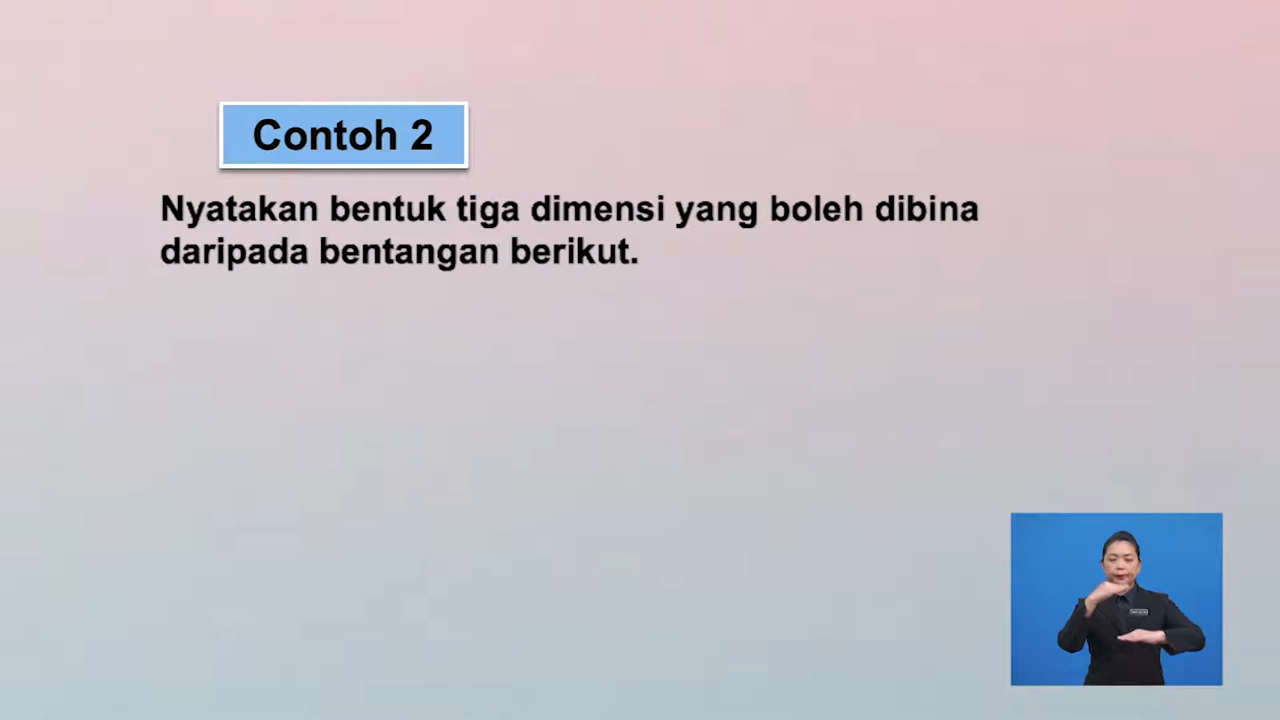 Contoh 2
Nyatakan bentuk tiga dimensi yang boleh dibina
daripada bentangan berikut.